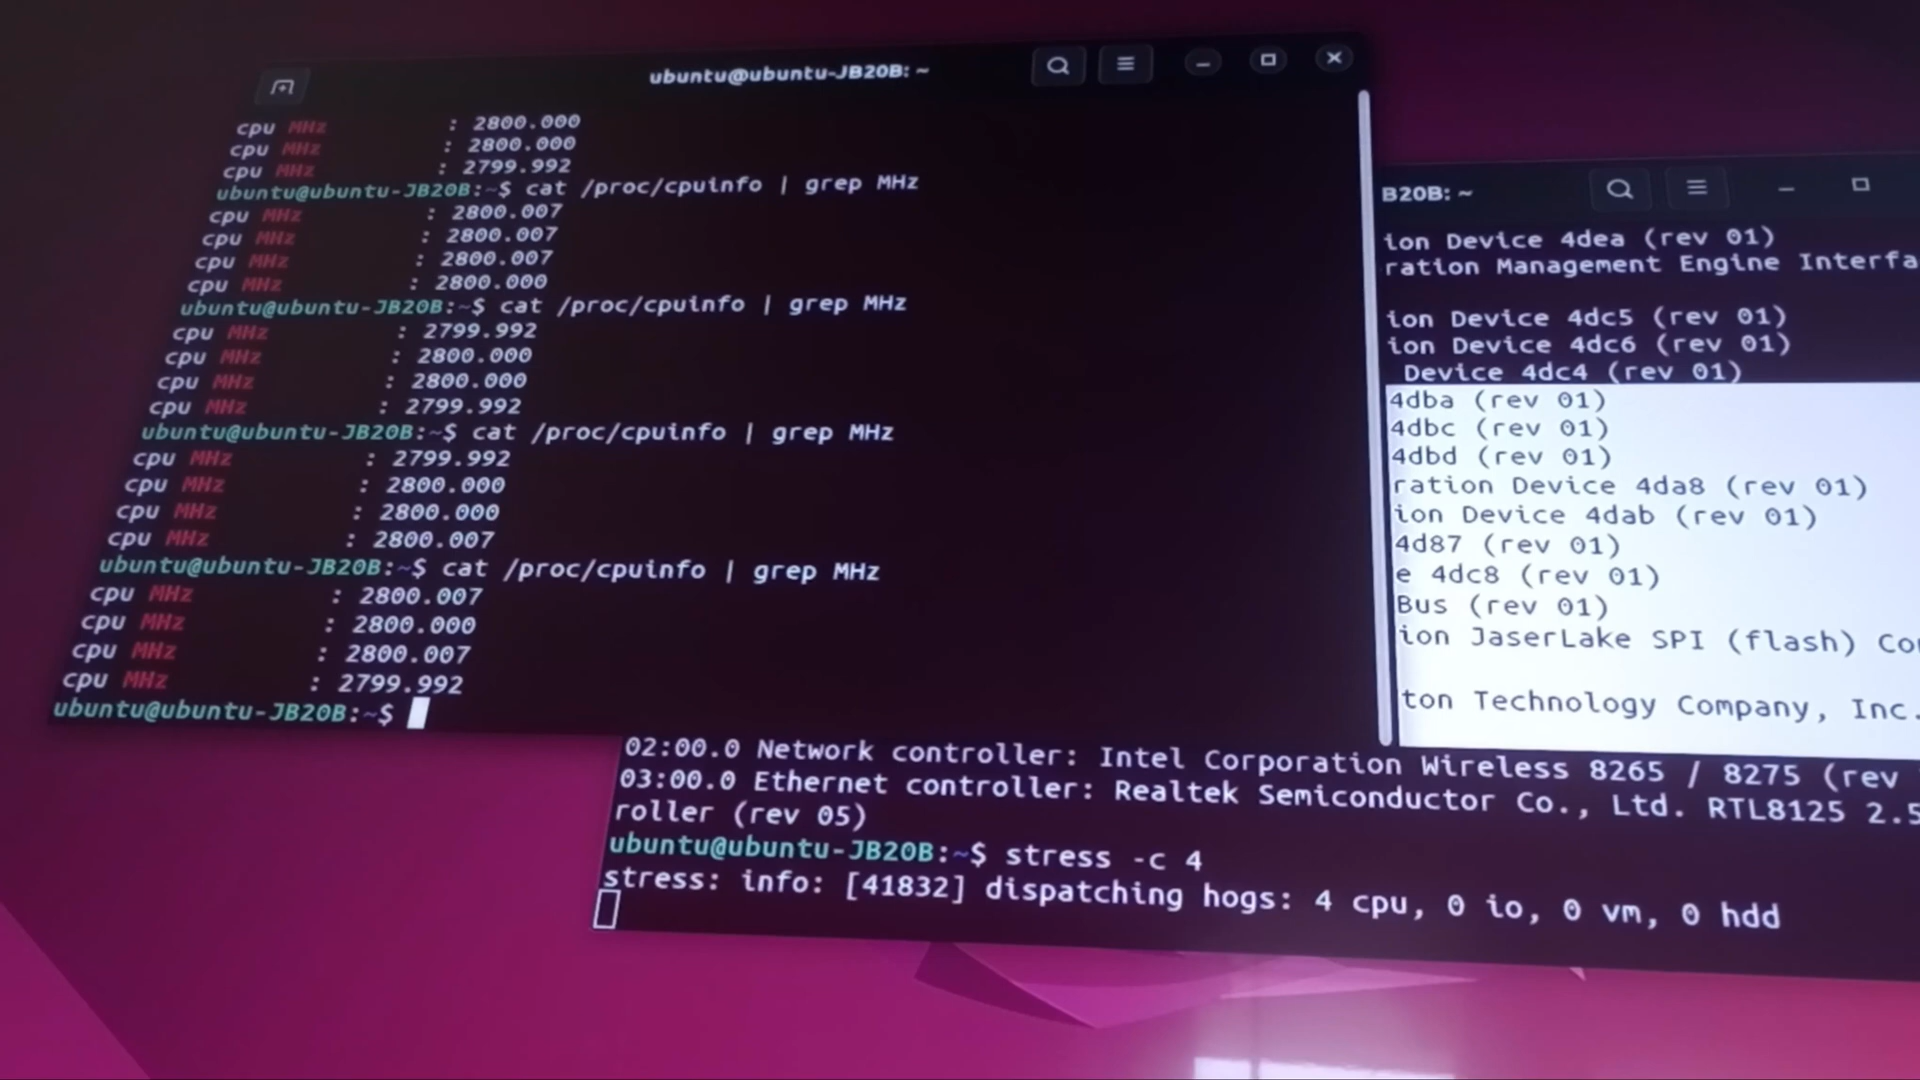 ubuntu@ubuntu-JB20B: ~
cpu MHz : 2800.000
cpu MHz : 2800.000
cpu MHz : 2799.992
ubuntu@ubuntu-JB20B:~$ cat /proc/cpuinfo | grep MHz
cpu MHz : 2800.007
cpu MHz : 2800.007
cpu MHz : 2800.007
cpu MHz : 2800.000
ubuntu@ubuntu-JB20B:~$ cat /proc/cpuinfo | grep MHz
cpu MHz : 2799.992
cpu MHz : 2800.000
cpu MHz : 2800.000
cpu MHz : 2799.992
ubuntu@ubuntu-JB20B:~$ cat /proc/cpuinfo | grep MHz
cpu MHz : 2799.992
cpu MHz : 2800.000
cpu MHz : 2800.000
cpu MHz : 2800.007
ubuntu@ubuntu-JB20B:~$ cat /proc/cpuinfo | grep MHz
cpu MHz : 2800.007
cpu MHz : 2800.000
cpu MHz : 2800.007
cpu MHz : 2799.992
ubuntu@ubuntu-JB20B:~$
B20B: ~
ion Device 4dea (rev 01)
ration Management Engine Interfa
ion Device 4dc5 (rev 01)
ion Device 4dc6 (rev 01)
Device 4dc4 (rev 01)
4dba (rev 01)
4dbc (rev 01)
4dbd (rev 01)
ration Device 4da8 (rev 01)
ion Device 4dab (rev 01)
4d87 (rev 01)
e 4dc8 (rev 01)
Bus (rev 01)
ion JaserLake SPI (flash) Co
ton Technology Company, Inc.
02:00.0 Network controller: Intel Corporation Wireless 8265 / 8275 (rev
03:00.0 Ethernet controller: Realtek Semiconductor Co., Ltd. RTL8125 2.5
roller (rev 05)
ubuntu@ubuntu-JB20B:~$ stress -c 4
stress: info: [41832] dispatching hogs: 4 cpu, 0 io, 0 vm, 0 hdd